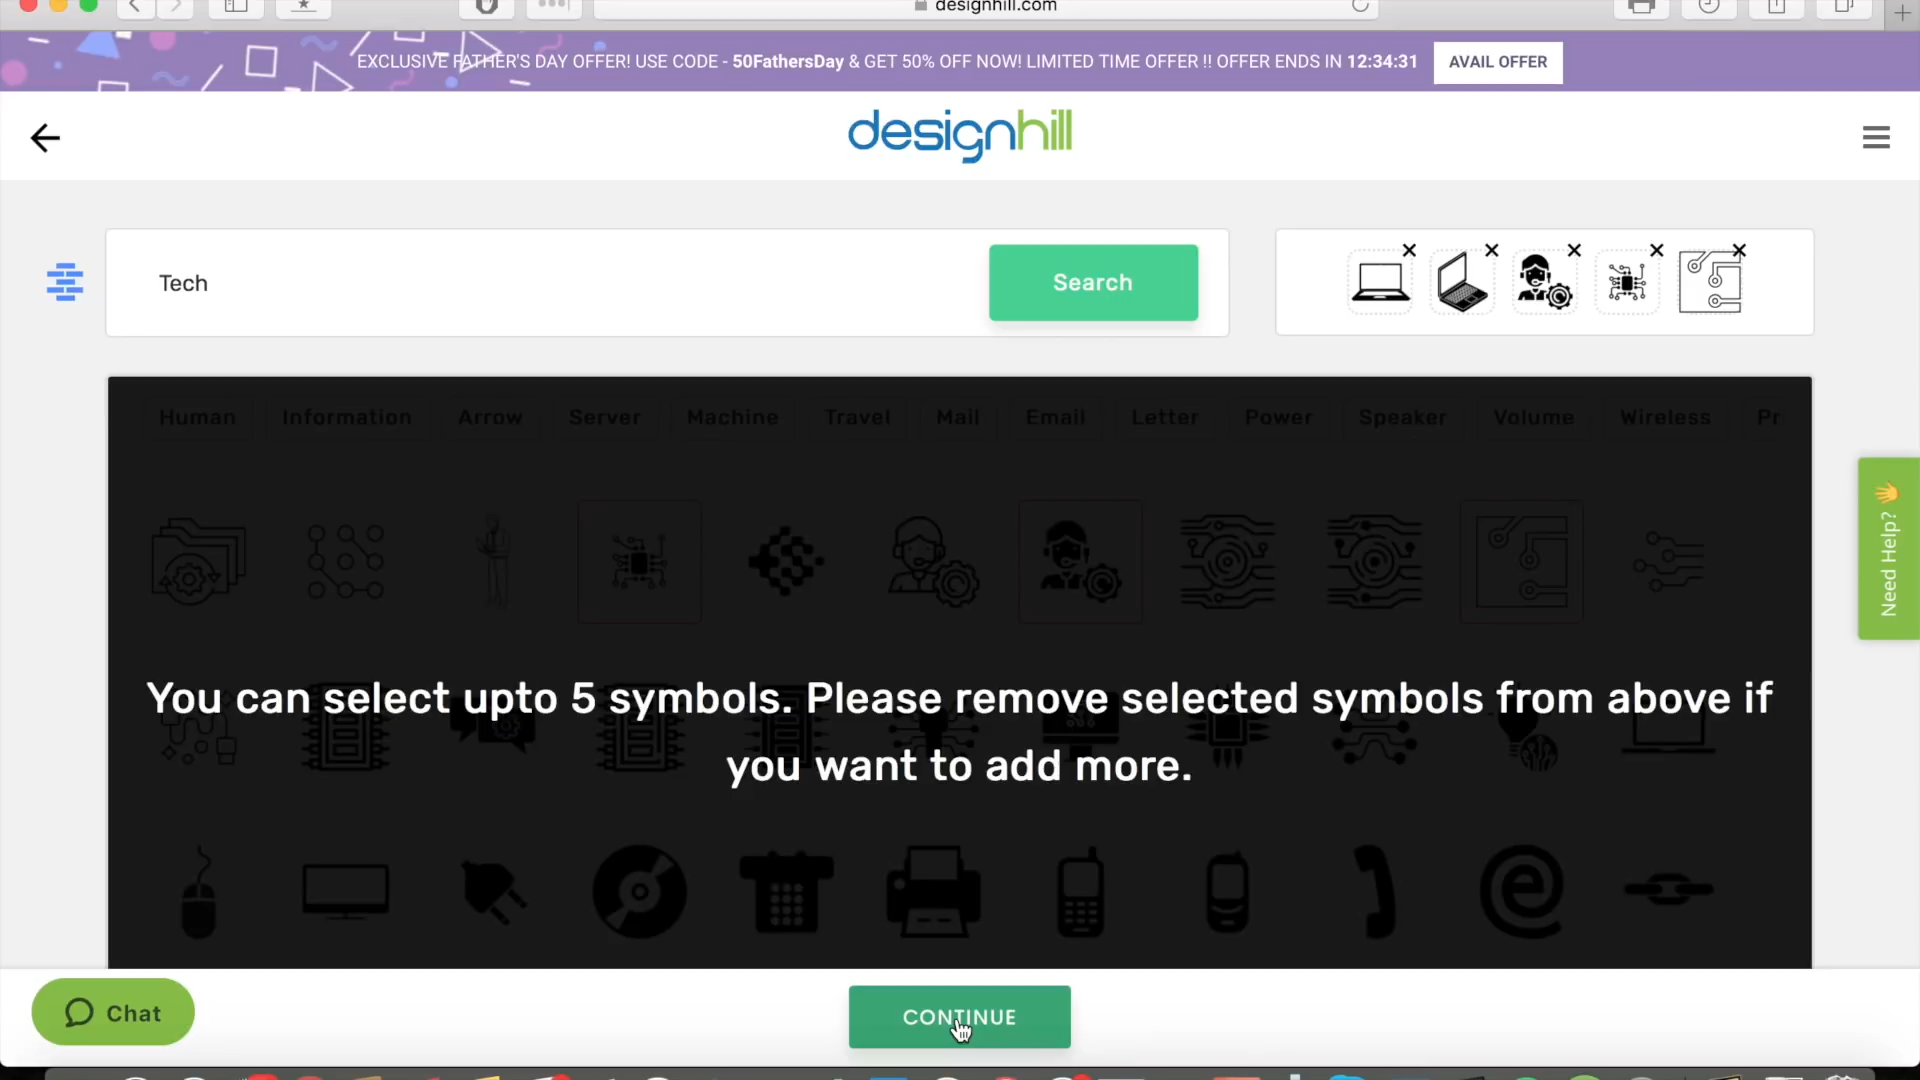 designhill.com
EXCLUSIVE FATHER'S DAY OFFER! USE CODE - 50FathersDay & GET 50% OFF NOW! LIMITED TIME OFFER !! OFFER ENDS IN 12:34:31 AVAIL OFFER
designhill
Tech Search
Human Information Arrow Server Machine Travel Mail Email Letter Power Speaker Volume Wireless Pr
Need Help?
You can select upto 5 symbols. Please remove selected symbols from above if
you want to add more.
Chat
CONTINUE